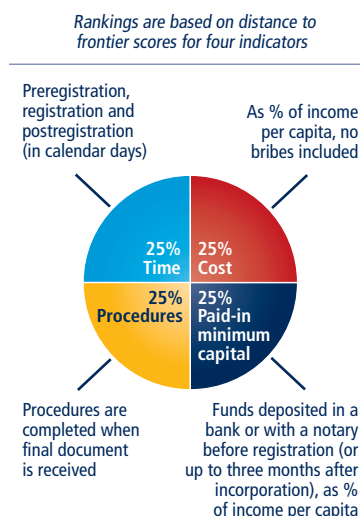 Rankings are based on distance to
frontier scores for four indicators
Preregistration,
registration and
postregistration
(in calendar days)
As % of income
per capita, no
bribes included
25%
Time
25%
Cost
25%
Procedures
25%
Paid-in
minimum
capital
Procedures are
completed when
final document
is received
Funds deposited in a
bank or with a notary
before registration (or
up to three months after
incorporation), as %
of income per capita